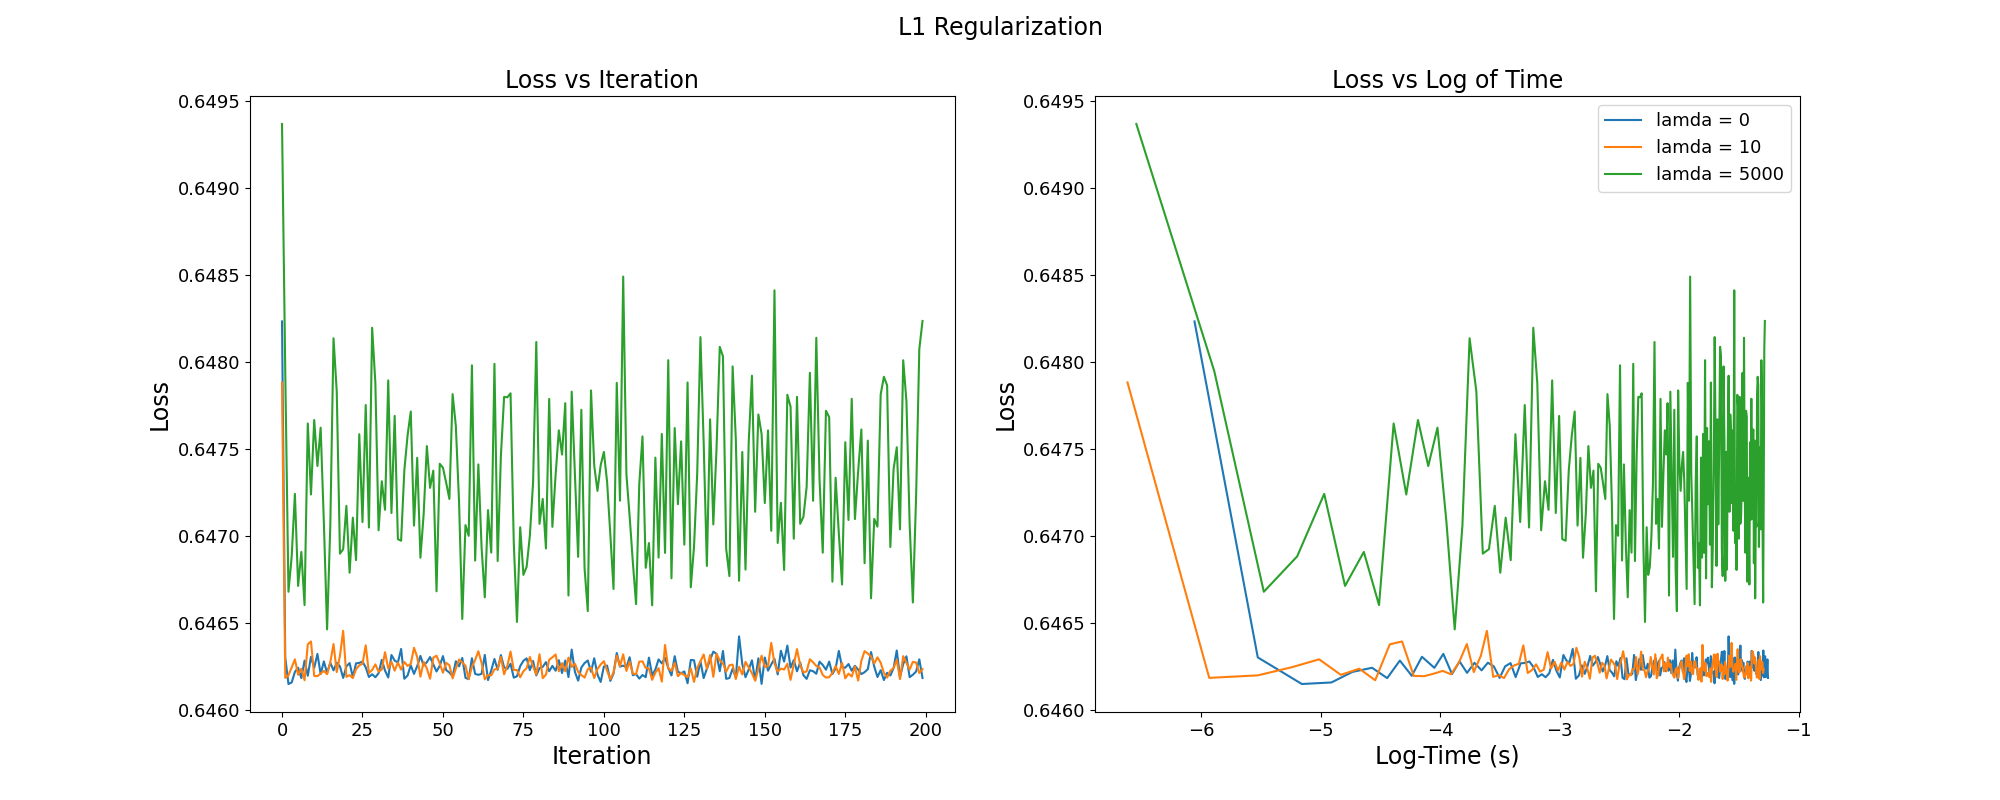 L1 Regularization
Loss vs Iteration
0.6495
0.6490
0.6485
0.6480
0.6475
0.6470
0.6465
0.6460
Loss
0 25 50 75 100 125 150 175 200
Iteration
Loss vs Log of Time
0.6495
0.6490
0.6485
0.6480
0.6475
0.6470
0.6465
0.6460
Loss
lamda = 0
lamda = 10
lamda = 5000
−6 −5 −4 −3 −2 −1
Log-Time (s)